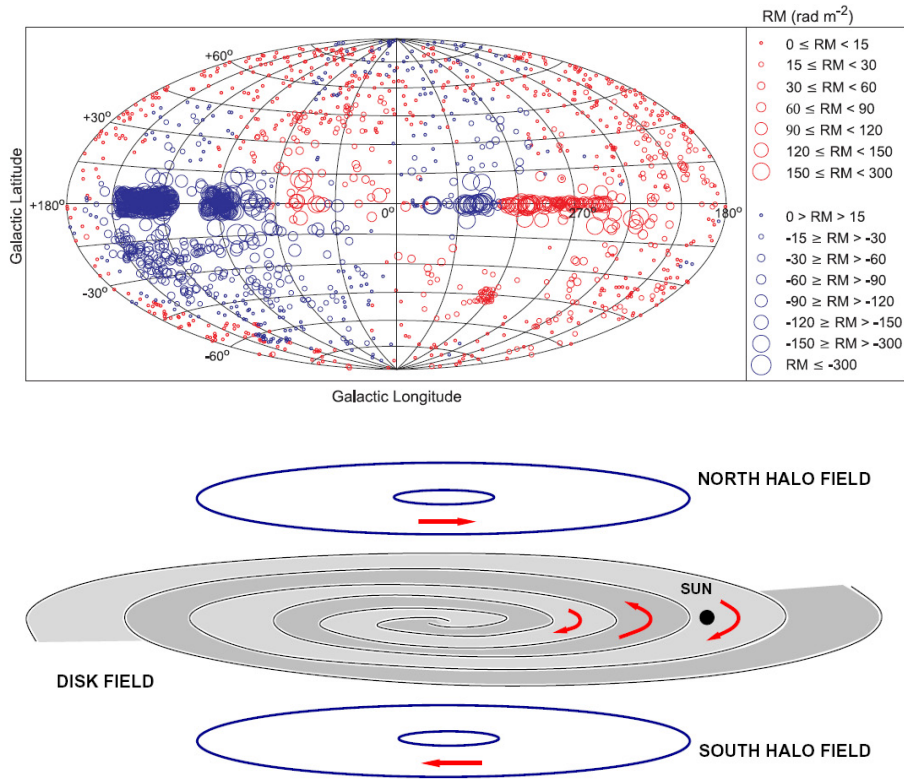 RM (rad m⁻²)
0 ≤ RM < 15
15 ≤ RM < 30
30 ≤ RM < 60
60 ≤ RM < 90
90 ≤ RM < 120
120 ≤ RM < 150
150 ≤ RM < 300
0 > RM > 15
-15 ≥ RM > -30
-30 ≥ RM > -60
-60 ≥ RM > -90
-90 ≥ RM > -120
-120 ≥ RM > -150
-150 ≥ RM > -300
RM ≤ -300
+60°
+30°
+180°
0°
270°
180°
-30°
-60°
Galactic Latitude
Galactic Longitude
NORTH HALO FIELD
SUN
DISK FIELD
SOUTH HALO FIELD